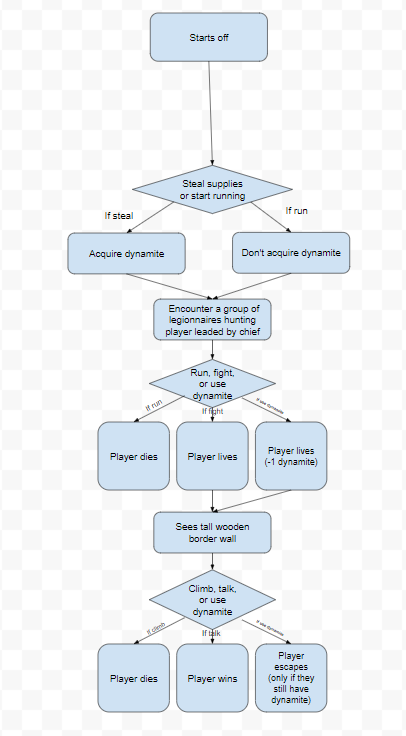 Starts off
Steal supplies
or start running
If steal
If run
Acquire dynamite
Don't acquire dynamite
Encounter a group of
legionnaires hunting
player leaded by chief
Run, fight,
or use
dynamite
If run
If fight
If use dynamite
Player dies
Player lives
Player lives
(-1 dynamite)
Sees tall wooden
border wall
Climb, talk,
or use
dynamite
If climb
If talk
If use dynamite
Player dies
Player wins
Player
escapes
(only if they
still have
dynamite)